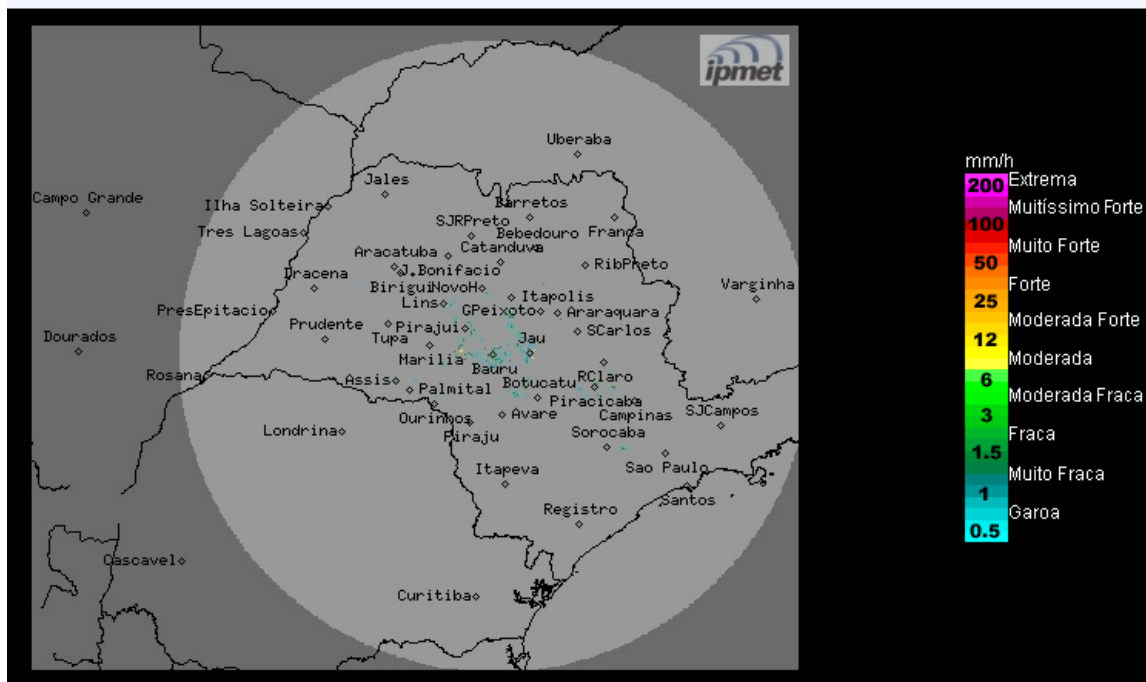 ipmet
Uberaba
Jales
Campo Grande
Ilha Solteira
Barretos
SJRPreto
Tres Lagoas
Bebedouro
Franca
Catanduva
Aracatuba
J.Bonifacio
RibPreto
Dracena
Birigui
NovoH
Varginha
Itapolis
Lins
PresEpitacio
GPeixoto
Araraquara
Prudente
Pirajui
SCarlos
Dourados
Tupa
Jau
Marilia
Bauru
Rosana
Assis
Botucatu
RClaro
Palmital
Piracicaba
Ourinhos
Avare
Campinas
SJCampos
Londrina
Piraju
Sorocaba
Itapeva
Sao Paulo
Santos
Registro
Cascavel
Curitiba
mm/h
200 Extrema
Muitíssimo Forte
100
Muito Forte
50
Forte
25
Moderada Forte
12
Moderada
6
Moderada Fraca
3
Fraca
1.5
Muito Fraca
1
Garoa
0.5